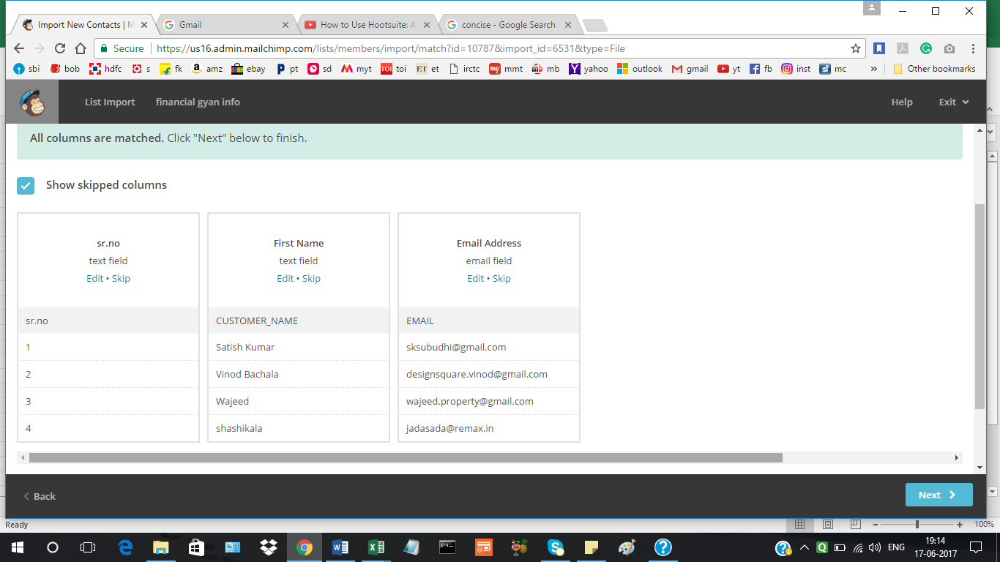 Import New Contacts | M
Gmail
How to Use Hootsuite: A
concise - Google Search
Secure
https://us16.admin.mailchimp.com/lists/members/import/match?id=10787&import_id=6531&type=File
sbi bob hdfc s fk amz ebay pt sd myt toi et irctc mmt mb yahoo outlook gmail yt fb inst mc » Other bookmarks
List Import financial gyan info Help Exit
All columns are matched. Click "Next" below to finish.
Show skipped columns
sr.no First Name Email Address
text field text field email field
Edit • Skip Edit • Skip Edit • Skip
sr.no CUSTOMER_NAME EMAIL
1 Satish Kumar sksubudhi@gmail.com
2 Vinod Bachala designsquare.vinod@gmail.com
3 Wajeed wajeed.property@gmail.com
4 shashikala jadasada@remax.in
Back Next
Ready 100%
ENG 19:14
17-06-2017